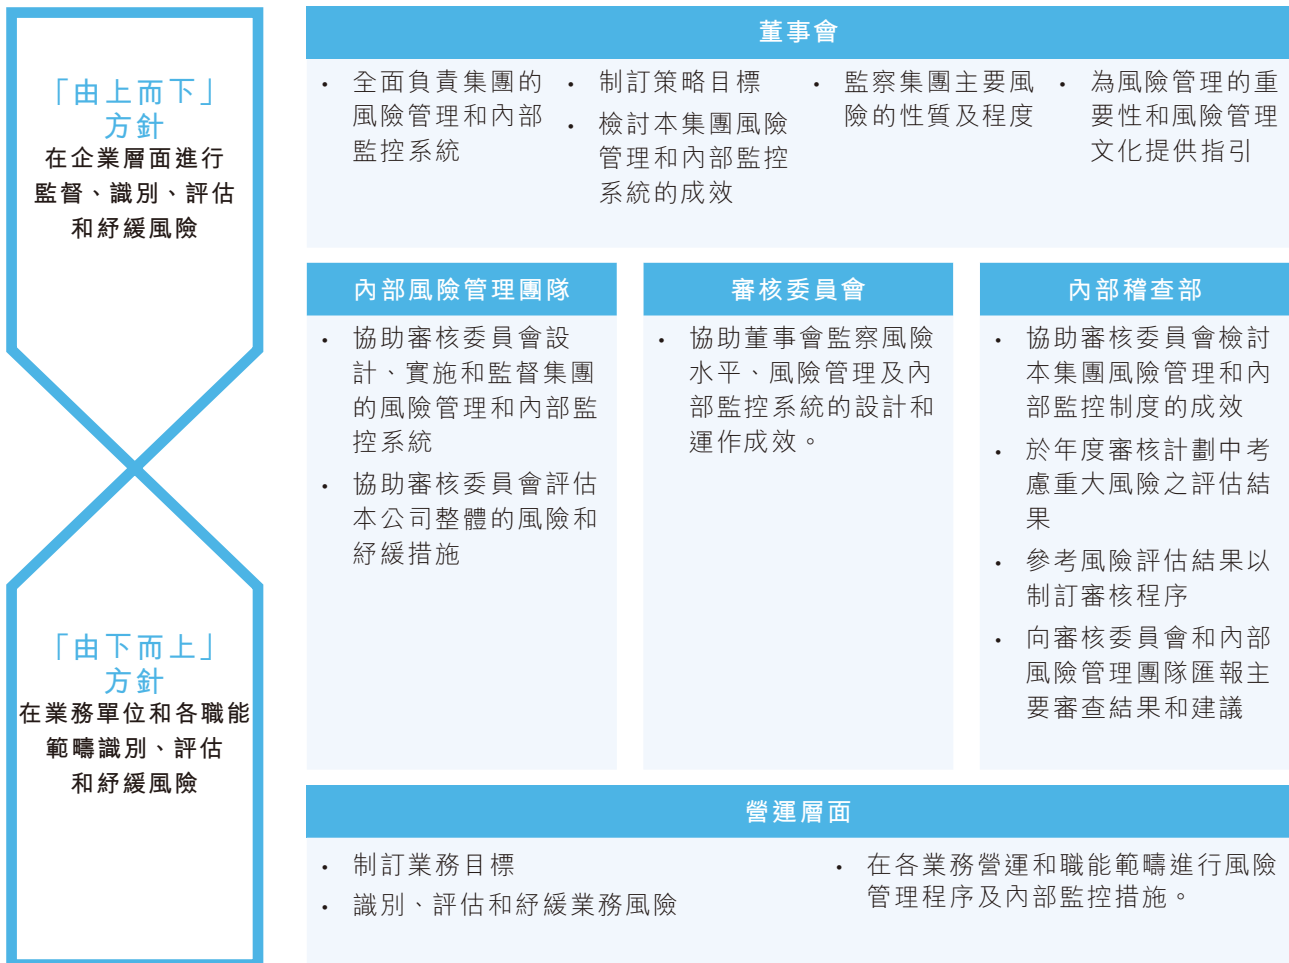 「由上而下」
方針
在企業層面進行
監督、識別、評估
和紓緩風險
「由下而上」
方針
在業務單位和各職能
範疇識別、評估
和紓緩風險
董事會
• 全面負責集團的
風險管理和內部
監控系統
• 制訂策略目標
• 檢討本集團風險
管理和內部監控
系統的成效
• 監察集團主要風
險的性質及程度
• 為風險管理的重
要性和風險管理
文化提供指引
內部風險管理團隊
• 協助審核委員會設
計、實施和監督集團
的風險管理和內部監
控系統
• 協助審核委員會評估
本公司整體的風險和
紓緩措施
審核委員會
• 協助董事會監察風險
水平、風險管理及內
部監控系統的設計和
運作成效。
內部稽查部
• 協助審核委員會檢討
本集團風險管理和內
部監控制度的成效
• 於年度審核計劃中考
慮重大風險之評估結
果
• 參考風險評估結果以
制訂審核程序
• 向審核委員會和內部
風險管理團隊匯報主
要審查結果和建議
營運層面
• 制訂業務目標
• 識別、評估和紓緩業務風險
• 在各業務營運和職能範疇進行風險
管理程序及內部監控措施。